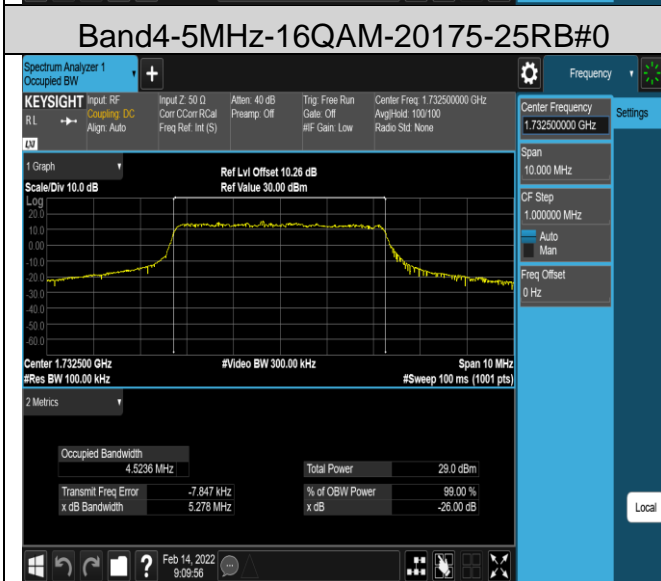 Band4-5MHz-16QAM-20175-25RB#0
Spectrum Analyzer 1
Occupied BW
+
Frequency
KEYSIGHT
RL
Input: RF
Coupling: DC
Align: Auto
Input Z: 50 Ω
Corr CCorr RCal
Freq Ref: Int (S)
Atten: 40 dB
Preamp: Off
Trig: Free Run
Gate: Off
#IF Gain: Low
Center Freq: 1.732500000 GHz
Avg|Hold: 100/100
Radio Std: None
Center Frequency
1.732500000 GHz
Settings
Span
10.000 MHz
CF Step
1.000000 MHz
Auto
Man
Freq Offset
0 Hz
Local
1 Graph
Scale/Div 10.0 dB
Ref Lvl Offset 10.26 dB
Ref Value 30.00 dBm
Log
20.0
10.0
0.00
-10.0
-20.0
-30.0
-40.0
-50.0
-60.0
Center 1.732500 GHz
#Video BW 300.00 kHz
Span 10 MHz
#Res BW 100.00 kHz
#Sweep 100 ms (1001 pts)
2 Metrics
Occupied Bandwidth
4.5236 MHz
Total Power 29.0 dBm
Transmit Freq Error -7.847 kHz
% of OBW Power 99.00 %
x dB Bandwidth 5.278 MHz
x dB -26.00 dB
?
Feb 14, 2022
9:09:56